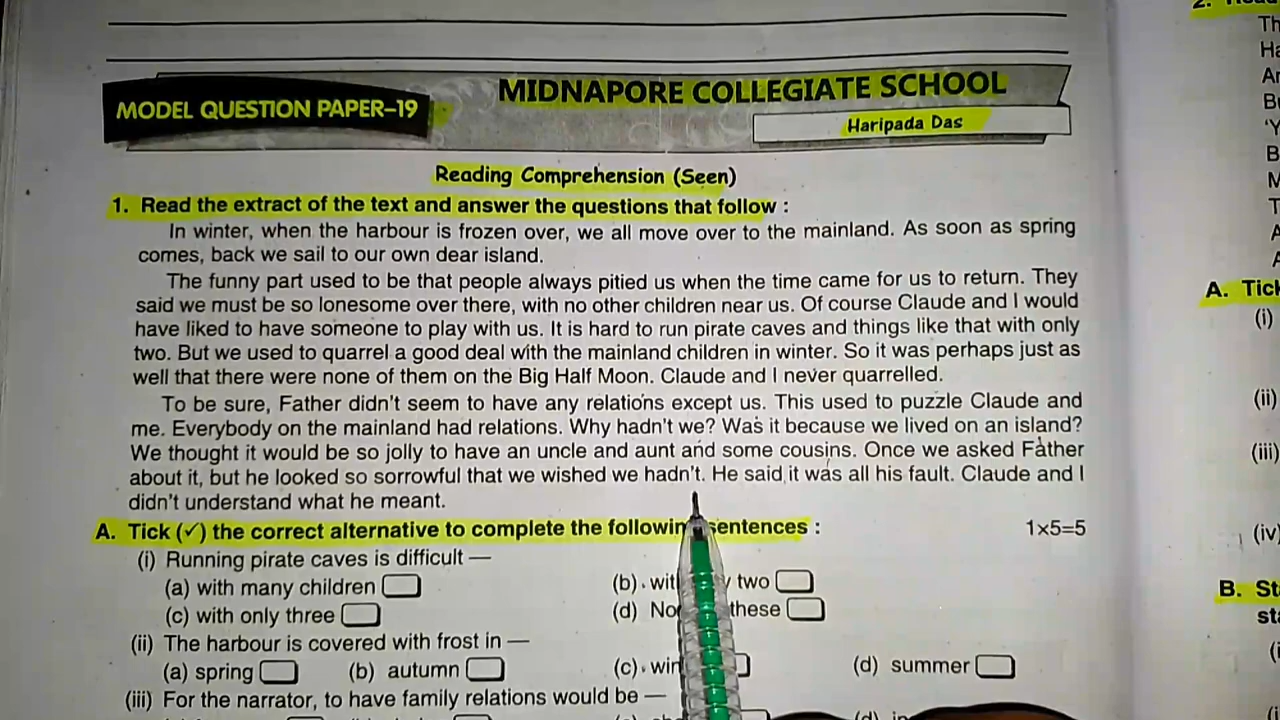 MODEL QUESTION PAPER–19
MIDNAPORE COLLEGIATE SCHOOL
Haripada Das
Reading Comprehension (Seen)
1. Read the extract of the text and answer the questions that follow :
In winter, when the harbour is frozen over, we all move over to the mainland. As soon as spring
comes, back we sail to our own dear island.
The funny part used to be that people always pitied us when the time came for us to return. They
said we must be so lonesome over there, with no other children near us. Of course Claude and I would
have liked to have someone to play with us. It is hard to run pirate caves and things like that with only
two. But we used to quarrel a good deal with the mainland children in winter. So it was perhaps just as
well that there were none of them on the Big Half Moon. Claude and I never quarrelled.
To be sure, Father didn't seem to have any relations except us. This used to puzzle Claude and
me. Everybody on the mainland had relations. Why hadn't we? Was it because we lived on an island?
We thought it would be so jolly to have an uncle and aunt and some cousins. Once we asked Father
about it, but he looked so sorrowful that we wished we hadn't. He said it was all his fault. Claude and I
didn't understand what he meant.
A. Tick (✓) the correct alternative to complete the following sentences : 1×5=5
(i) Running pirate caves is difficult —
(a) with many children (b) two
(c) with only three (d) these
(ii) The harbour is covered with frost in —
(a) spring (b) autumn (c) (d) summer
(iii) For the narrator, to have family relations would be —
2.
A. Tick
(i)
(ii)
(iii)
(iv)
B.
(i